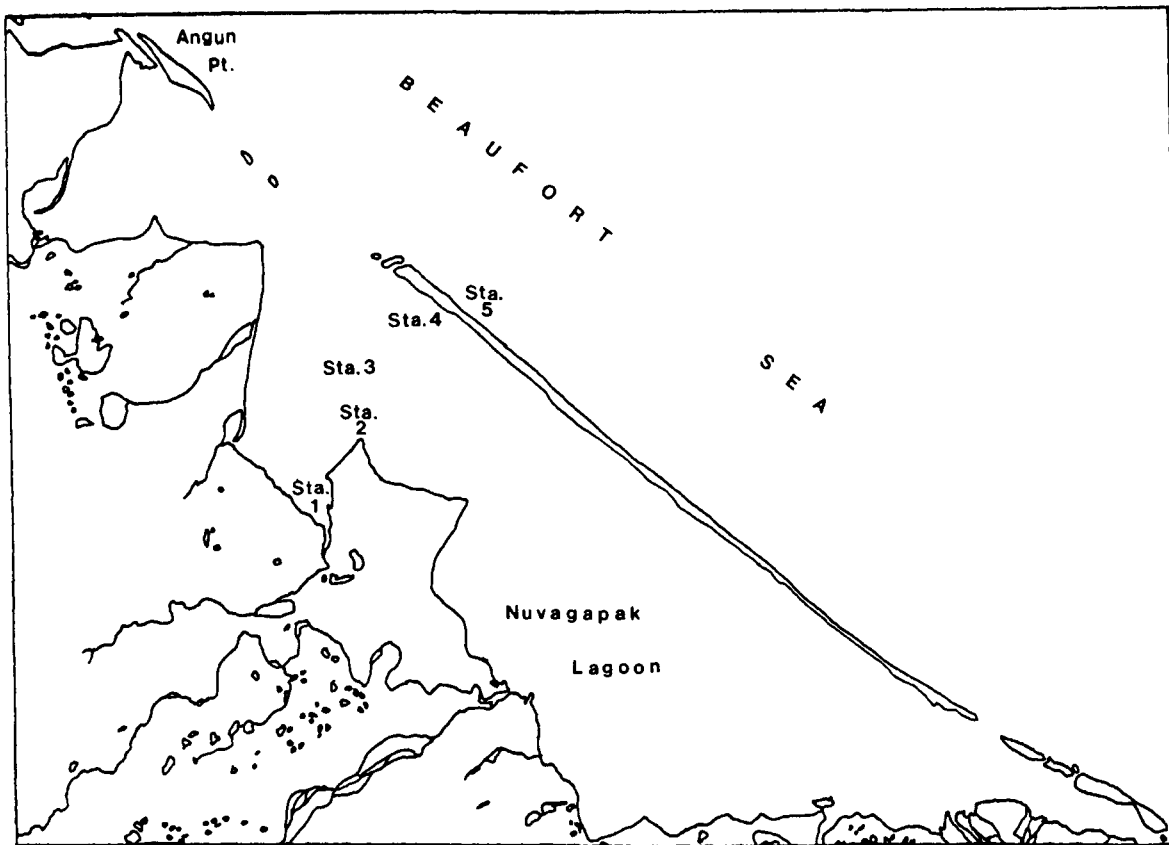 Angun
Pt.
BEAUFORT
SEA
Sta.
5
Sta.4
Sta.3
Sta.
2
Sta.
1
Nuvagapak
Lagoon